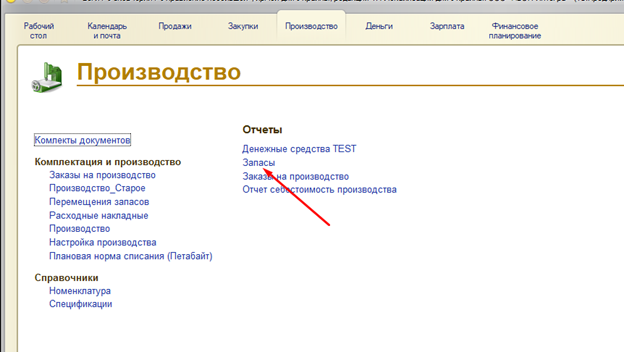 Рабочий стол
Календарь и почта
Продажи
Закупки
Производство
Деньги
Зарплата
Финансовое планирование
Производство
Комлекты документов
Комплектация и производство
Заказы на производство
Производство_Старое
Перемещения запасов
Расходные накладные
Производство
Настройка производства
Плановая норма списания (Петабайт)
Справочники
Номенклатура
Спецификации
Отчеты
Денежные средства TEST
Запасы
Заказы на производство
Отчет себестоимость производства